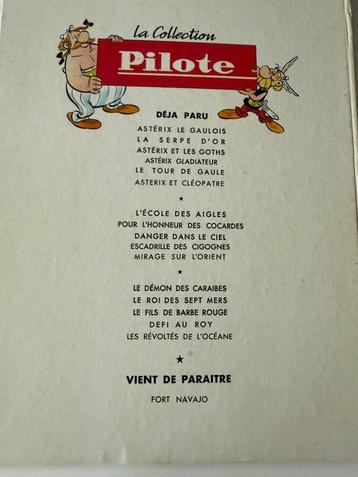 la Collection
Pilote
DÉJA PARU
ASTÉRIX LE GAULOIS
LA SERPE D'OR
ASTÉRIX ET LES GOTHS
ASTÉRIX GLADIATEUR
LE TOUR DE GAULE
ASTERIX ET CLÉOPATRE
L'ÉCOLE DES AIGLES
POUR L'HONNEUR DES COCARDES
DANGER DANS LE CIEL
ESCADRILLE DES CIGOGNES
MIRAGE SUR L'ORIENT
LE DÉMON DES CARAIBES
LE ROI DES SEPT MERS
LE FILS DE BARBE ROUGE
DEFI AU ROY
LES RÉVOLTÉS DE L'OCÉANE
VIENT DE PARAITRE
FORT NAVAJO